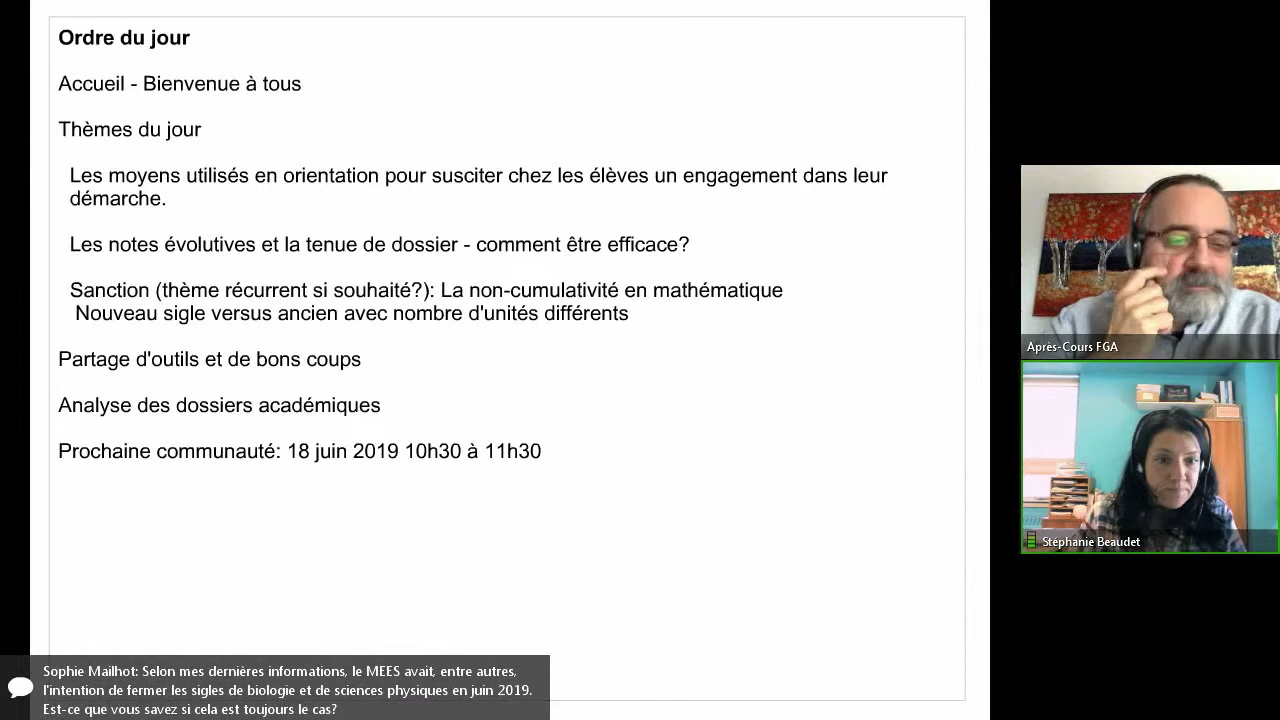 Ordre du jour
Accueil - Bienvenue à tous
Thèmes du jour
Les moyens utilisés en orientation pour susciter chez les élèves un engagement dans leur
démarche.
Les notes évolutives et la tenue de dossier - comment être efficace?
Sanction (thème récurrent si souhaité?): La non-cumulativité en mathématique
Nouveau sigle versus ancien avec nombre d'unités différents
Partage d'outils et de bons coups
Analyse des dossiers académiques
Prochaine communauté: 18 juin 2019 10h30 à 11h30
Après-Cours FGA
Stéphanie Beaudet
Sophie Mailhot: Selon mes dernières informations, le MEES avait, entre autres,
l'intention de fermer les sigles de biologie et de sciences physiques en juin 2019.
Est-ce que vous savez si cela est toujours le cas?